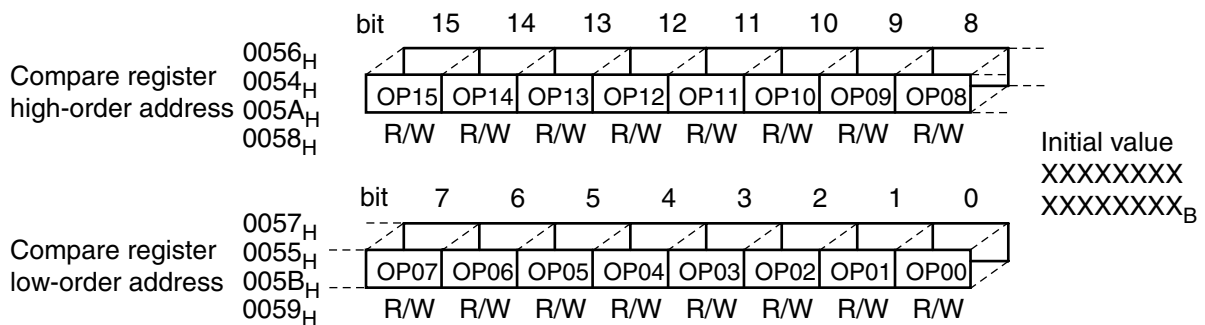 bit 15 14 13 12 11 10 9 8
Compare register
high-order address
0056H
0054H
005AH
0058H
OP15 OP14 OP13 OP12 OP11 OP10 OP09 OP08
R/W R/W R/W R/W R/W R/W R/W R/W
Initial value
XXXXXXXX
XXXXXXXXB
bit 7 6 5 4 3 2 1 0
Compare register
low-order address
0057H
0055H
005BH
0059H
OP07 OP06 OP05 OP04 OP03 OP02 OP01 OP00
R/W R/W R/W R/W R/W R/W R/W R/W